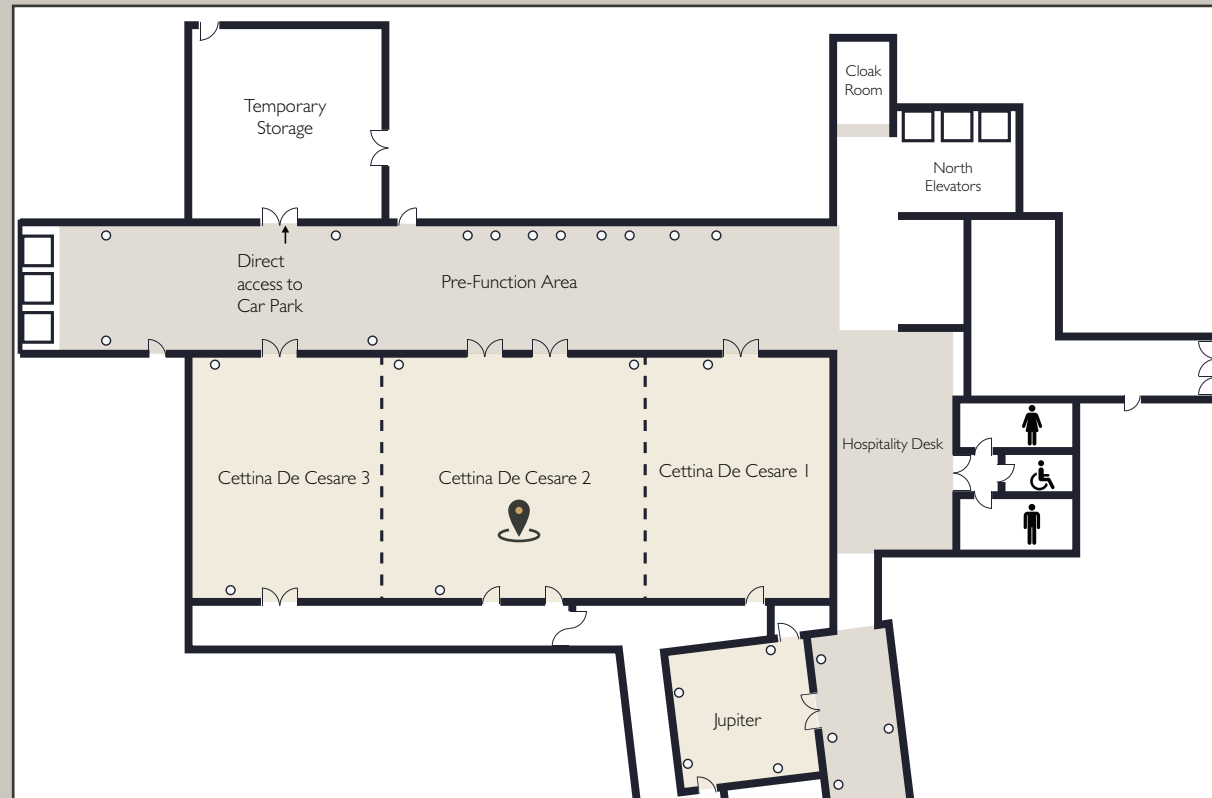 Cloak
Room
Temporary
Storage
North
Elevators
Direct
access to
Car Park
Pre-Function Area
Hospitality Desk
Cettina De Cesare 3
Cettina De Cesare 2
Cettina De Cesare 1
Jupiter